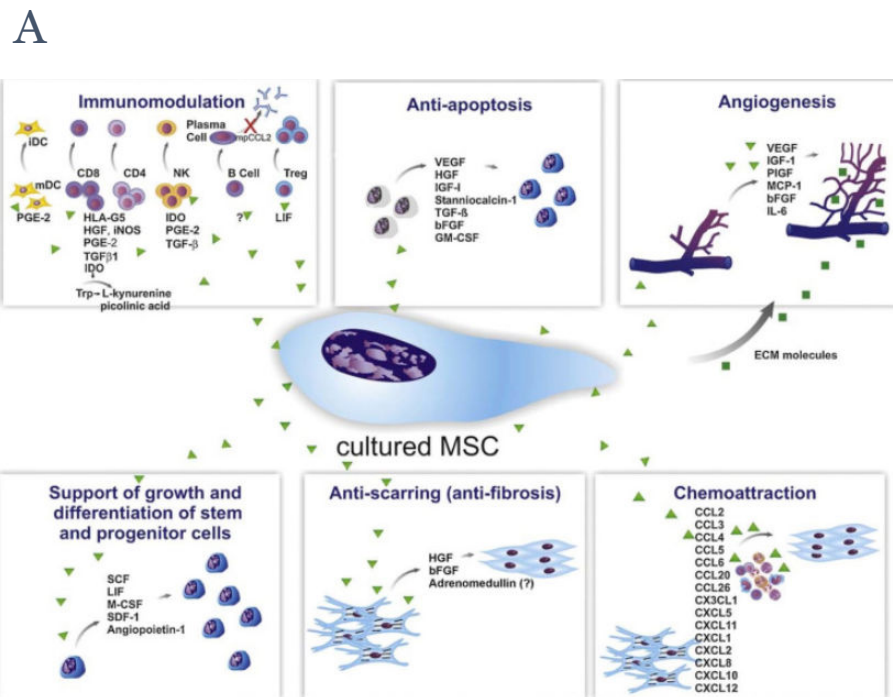 A
Immunomodulation
iDC
mDC
PGE-2
CD8
HLA-G5
HGF, iNOS
PGE-2
TGFβ1
IDO
Trp→L-kynurenine
picolinic acid
CD4
NK
IDO
PGE-2
TGF-β
Plasma
Cell
mpCCL2
B Cell
?
Treg
LIF
Anti-apoptosis
VEGF
HGF
IGF-I
Stanniocalcin-1
TGF-ß
bFGF
GM-CSF
Angiogenesis
VEGF
IGF-1
PIGF
MCP-1
bFGF
IL-6
ECM molecules
cultured MSC
Support of growth and
differentiation of stem
and progenitor cells
SCF
LIF
M-CSF
SDF-1
Angiopoietin-1
Anti-scarring (anti-fibrosis)
HGF
bFGF
Adrenomedullin (?)
Chemoattraction
CCL2
CCL3
CCL4
CCL5
CCL6
CCL20
CCL26
CX3CL1
CXCL5
CXCL11
CXCL1
CXCL2
CXCL8
CXCL10
CXCL12